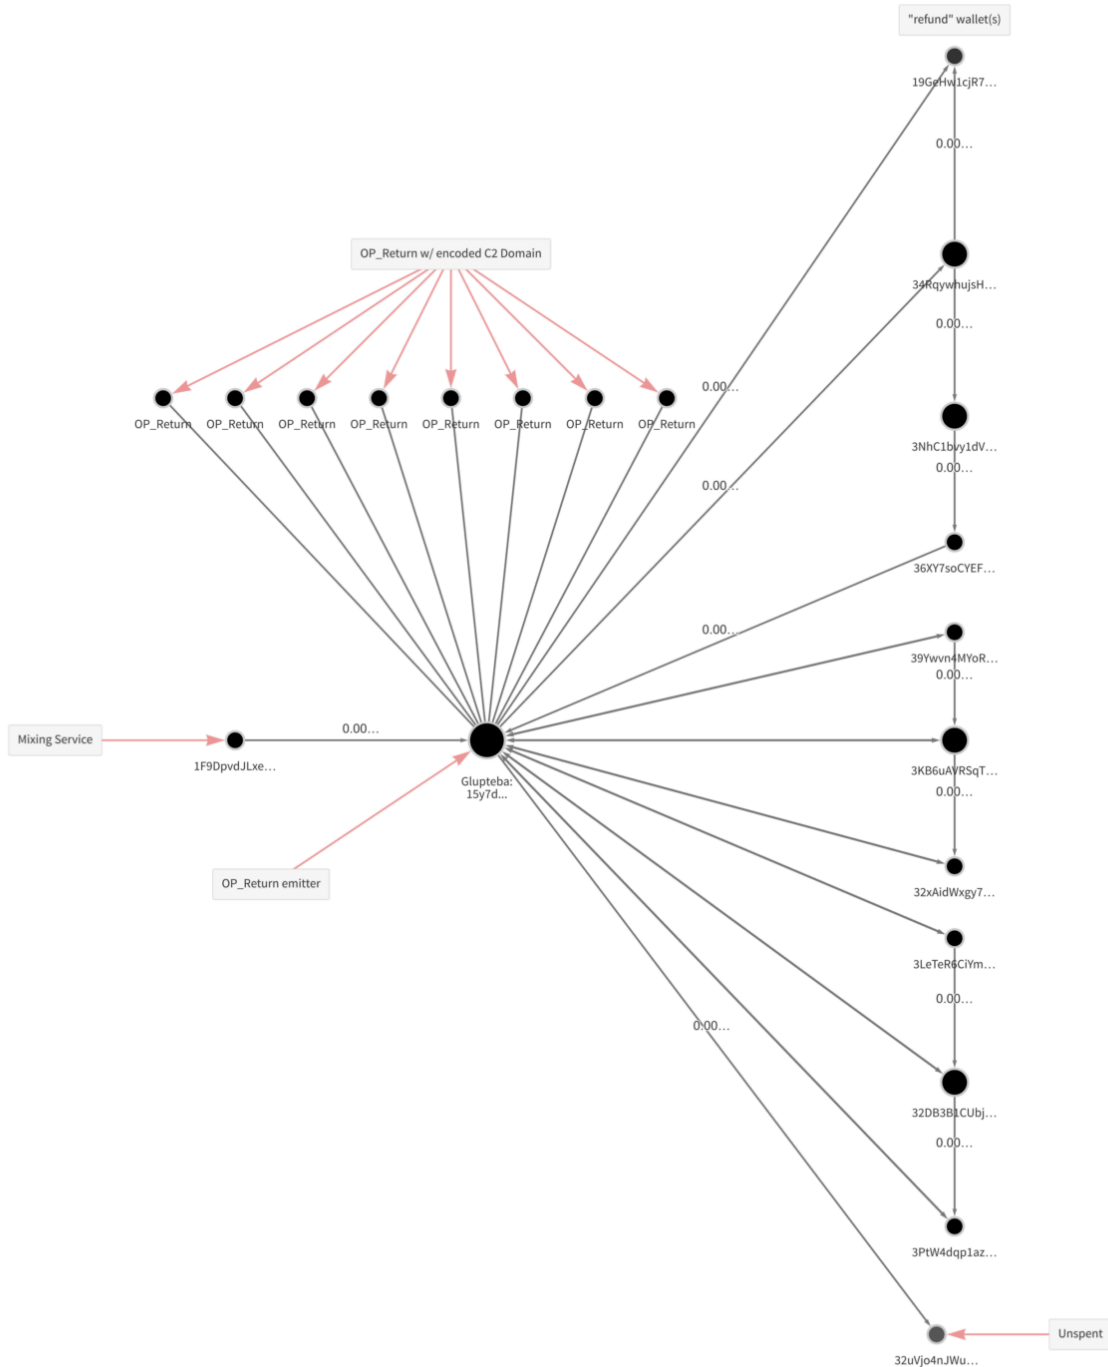 "refund" wallet(s)
19GeHw1cjR7…
0.00…
OP_Return w/ encoded C2 Domain
34RqywhujsH…
0.00…
0.00…
OP_Return OP_Return OP_Return OP_Return OP_Return OP_Return OP_Return OP_Return
3NhC1bvy1dV…
0.00…
0.00…
36XY7soCYEF…
0.00…
39Ywvn4MYoR…
0.00…
0.00…
Mixing Service
1F9DpvdJLxe…
3KB6uAVRSqT…
Glupteba:
15y7d...
0.00…
OP_Return emitter
32xAidWxgy7…
3LeTeR6CiYm…
0.00…
0.00…
32DB3B1CUbj…
0.00…
3PtW4dqp1az…
Unspent
32uVjo4nJWu…